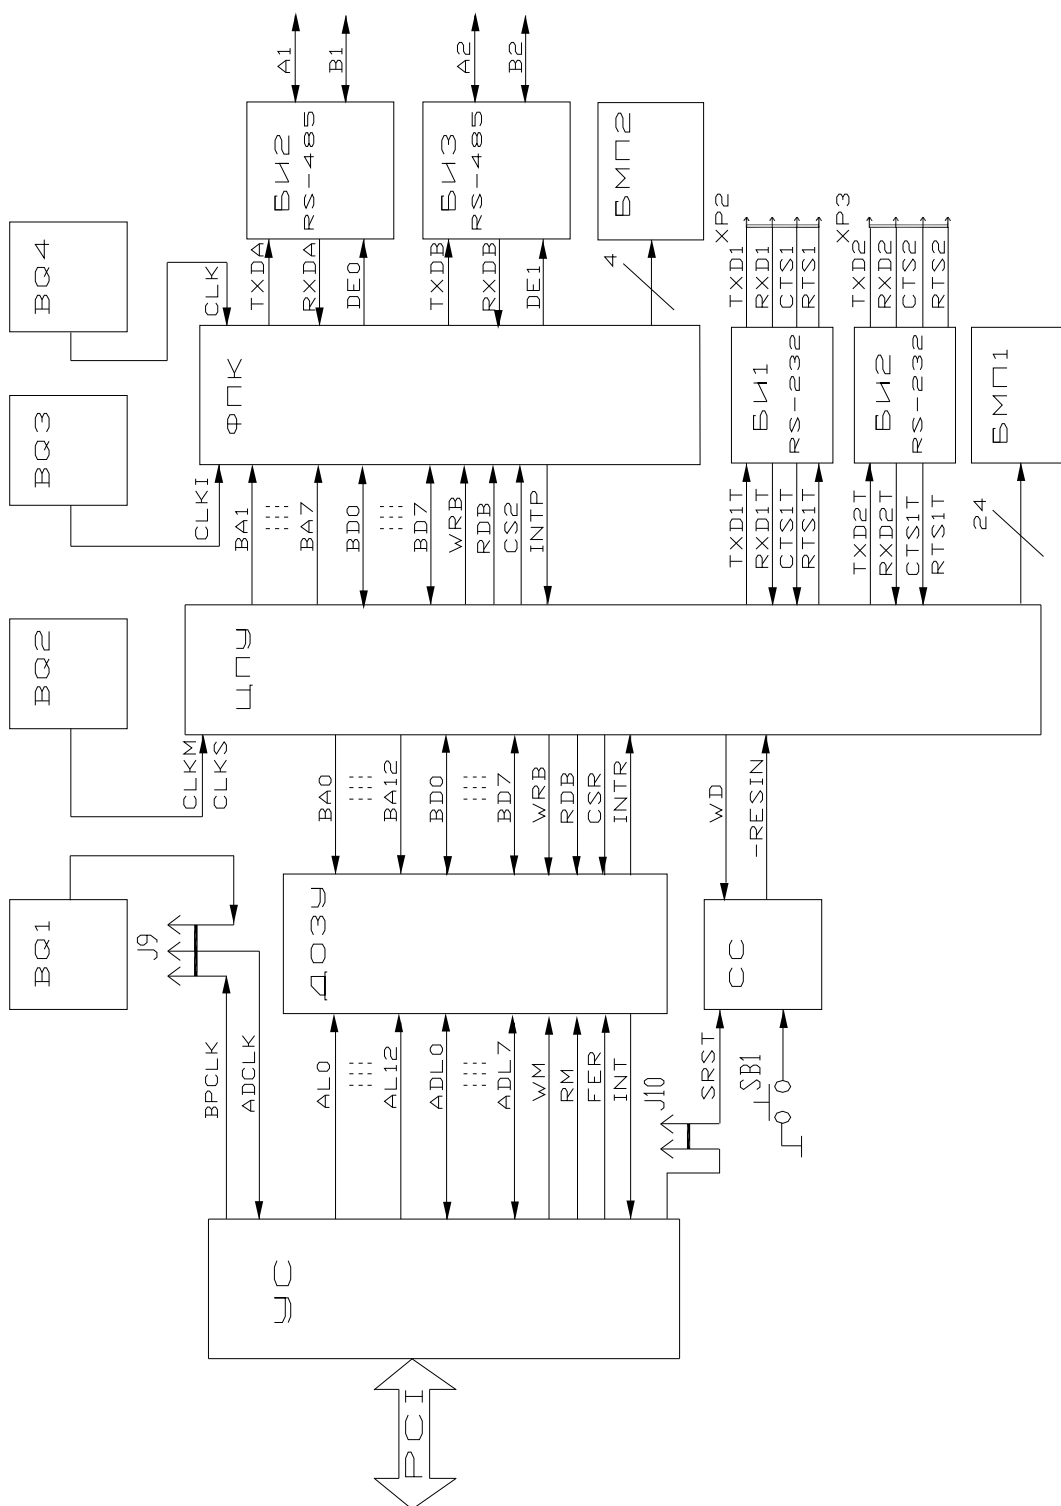 A1
B1
A2
B2
БИ2
RS-485
БИ3
RS-485
БМП2
BQ4
CLK
TXDA
RXDA
DE0
TXDB
RXDB
DE1
4
XP2
TXD1
RXD1
CTS1
RTS1
XP3
TXD2
RXD2
CTS2
RTS2
ФПК
БИ1
RS-232
БИ2
RS-232
БМП1
BQ3
CLKI
BA1
BA7
BD0
BD7
WRB
RDB
CS2
INTP
TXD1T
RXD1T
CTS1T
RTS1T
TXD2T
RXD2T
CTS1T
RTS1T
24
BQ2
ЦПУ
CLKM
CLKS
BA0
BA12
BD0
BD7
WRB
RDB
CSR
INTR
WD
-RESIN
BQ1
J9
ДОЗУ
СС
BPCLK
ADCLK
AL0
AL12
ADL0
ADL7
WM
RM
FER
INT
J10
SRST
SB1
УС
PCI